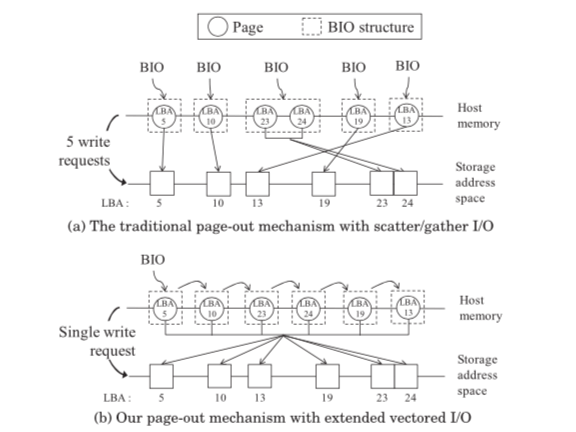 Page BIO structure
BIO BIO BIO BIO BIO
LBA 5 LBA 10 LBA 23 LBA 24 LBA 19 LBA 13
Host memory
5 write requests
Storage address space
LBA : 5 10 13 19 23 24
(a) The traditional page-out mechanism with scatter/gather I/O
BIO
LBA 5 LBA 10 LBA 23 LBA 24 LBA 19 LBA 13
Host memory
Single write request
Storage address space
LBA : 5 10 13 19 23 24
(b) Our page-out mechanism with extended vectored I/O